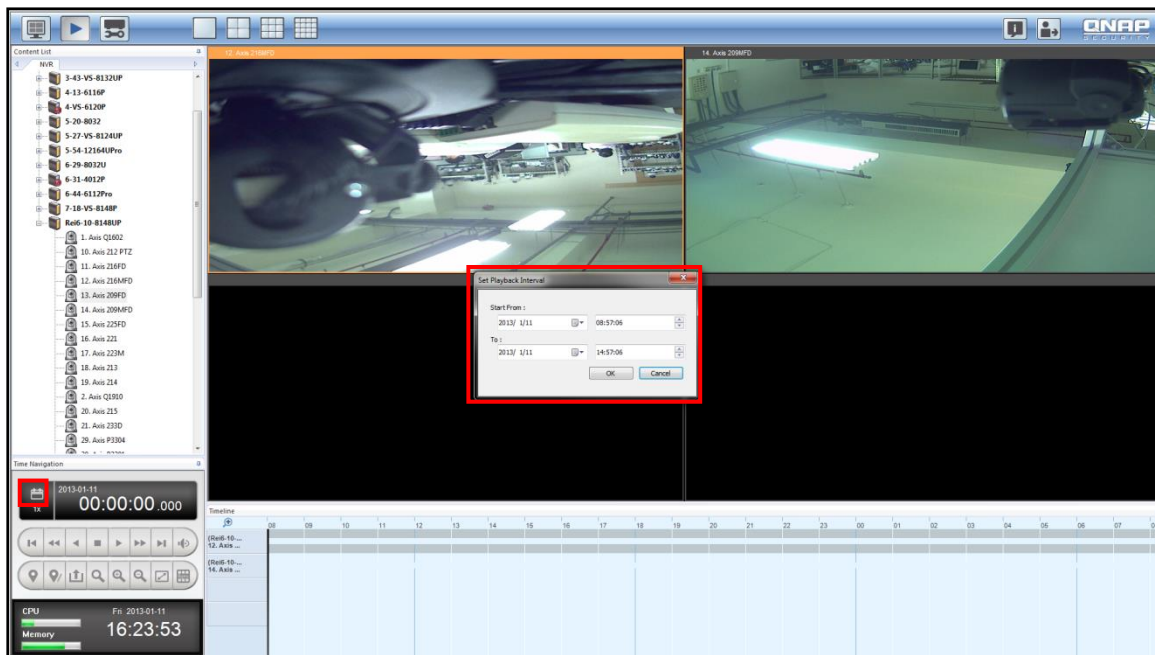 QNAP
SECURITY
Content List
NVR
3-43-VS-8132UP
4-13-6116P
4-VS-6120P
5-20-8032
5-27-VS-8124UP
5-54-12164UPro
6-29-8032U
6-31-4012P
6-44-6112Pro
7-18-VS-8148P
Rei6-10-8148UP
1. Axis Q1602
10. Axis 212 PTZ
11. Axis 216FD
12. Axis 216MFD
13. Axis 209FD
14. Axis 209MFD
15. Axis 225FD
16. Axis 221
17. Axis 223M
18. Axis 213
19. Axis 214
2. Axis Q1910
20. Axis 215
21. Axis 233D
29. Axis P3304
12. Axis 216MFD
14. Axis 209MFD
Set Playback Interval
Start From :
2013/ 1/11 08:57:06
To :
2013/ 1/11 14:57:06
OK Cancel
Time Navigation
2013-01-11
00:00:00.000
1x
CPU
Memory
Fri 2013-01-11
16:23:53
Timeline
08 09 10 11 12 13 14 15 16 17 18 19 20 21 22 23 00 01 02 03 04 05 06 07
(Rei6-10-...
12. Axis ...
(Rei6-10-...
14. Axis ...